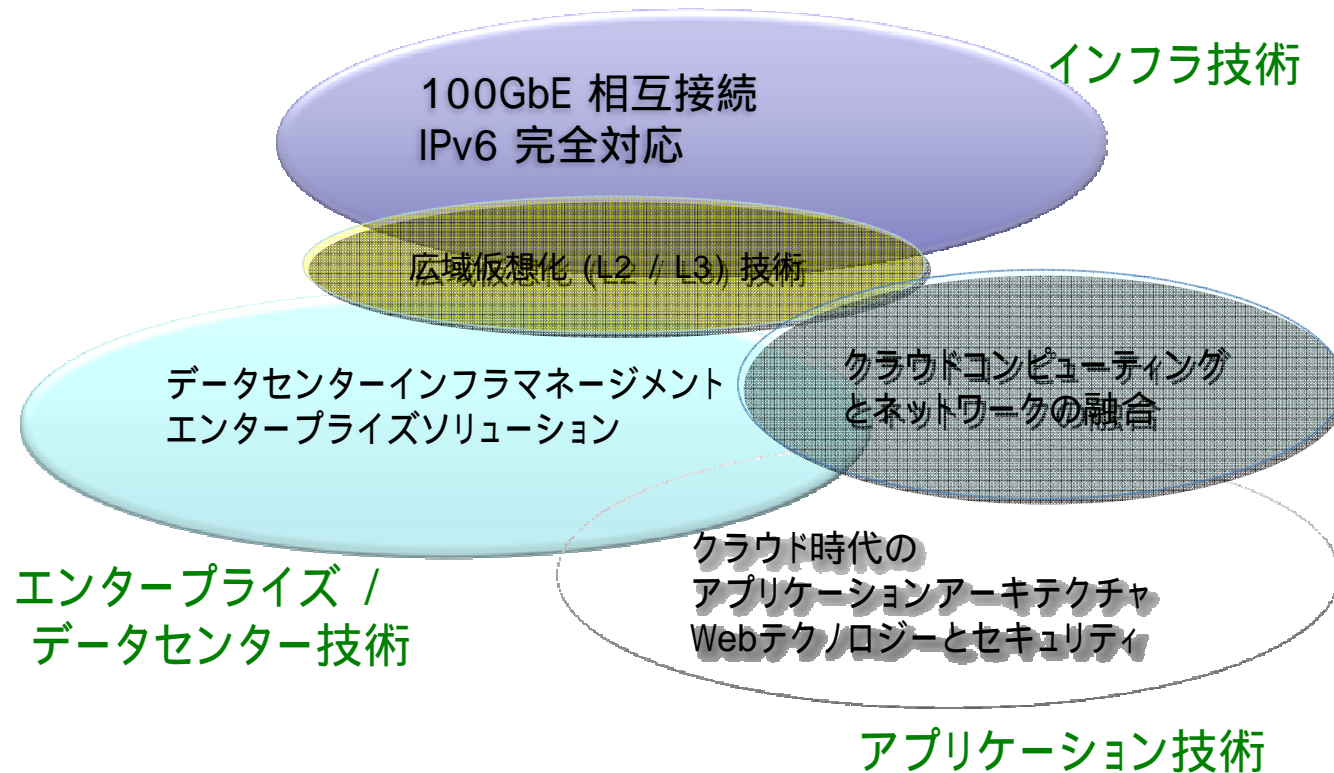 インフラ技術
100GbE 相互接続
IPv6 完全対応
広域仮想化 (L2 / L3) 技術
データセンターインフラマネージメント
エンタープライズソリューション
クラウドコンピューティング
とネットワークの融合
クラウド時代の
アプリケーションアーキテクチャ
Webテクノロジーとセキュリティ
エンタープライズ /
データセンター技術
アプリケーション技術